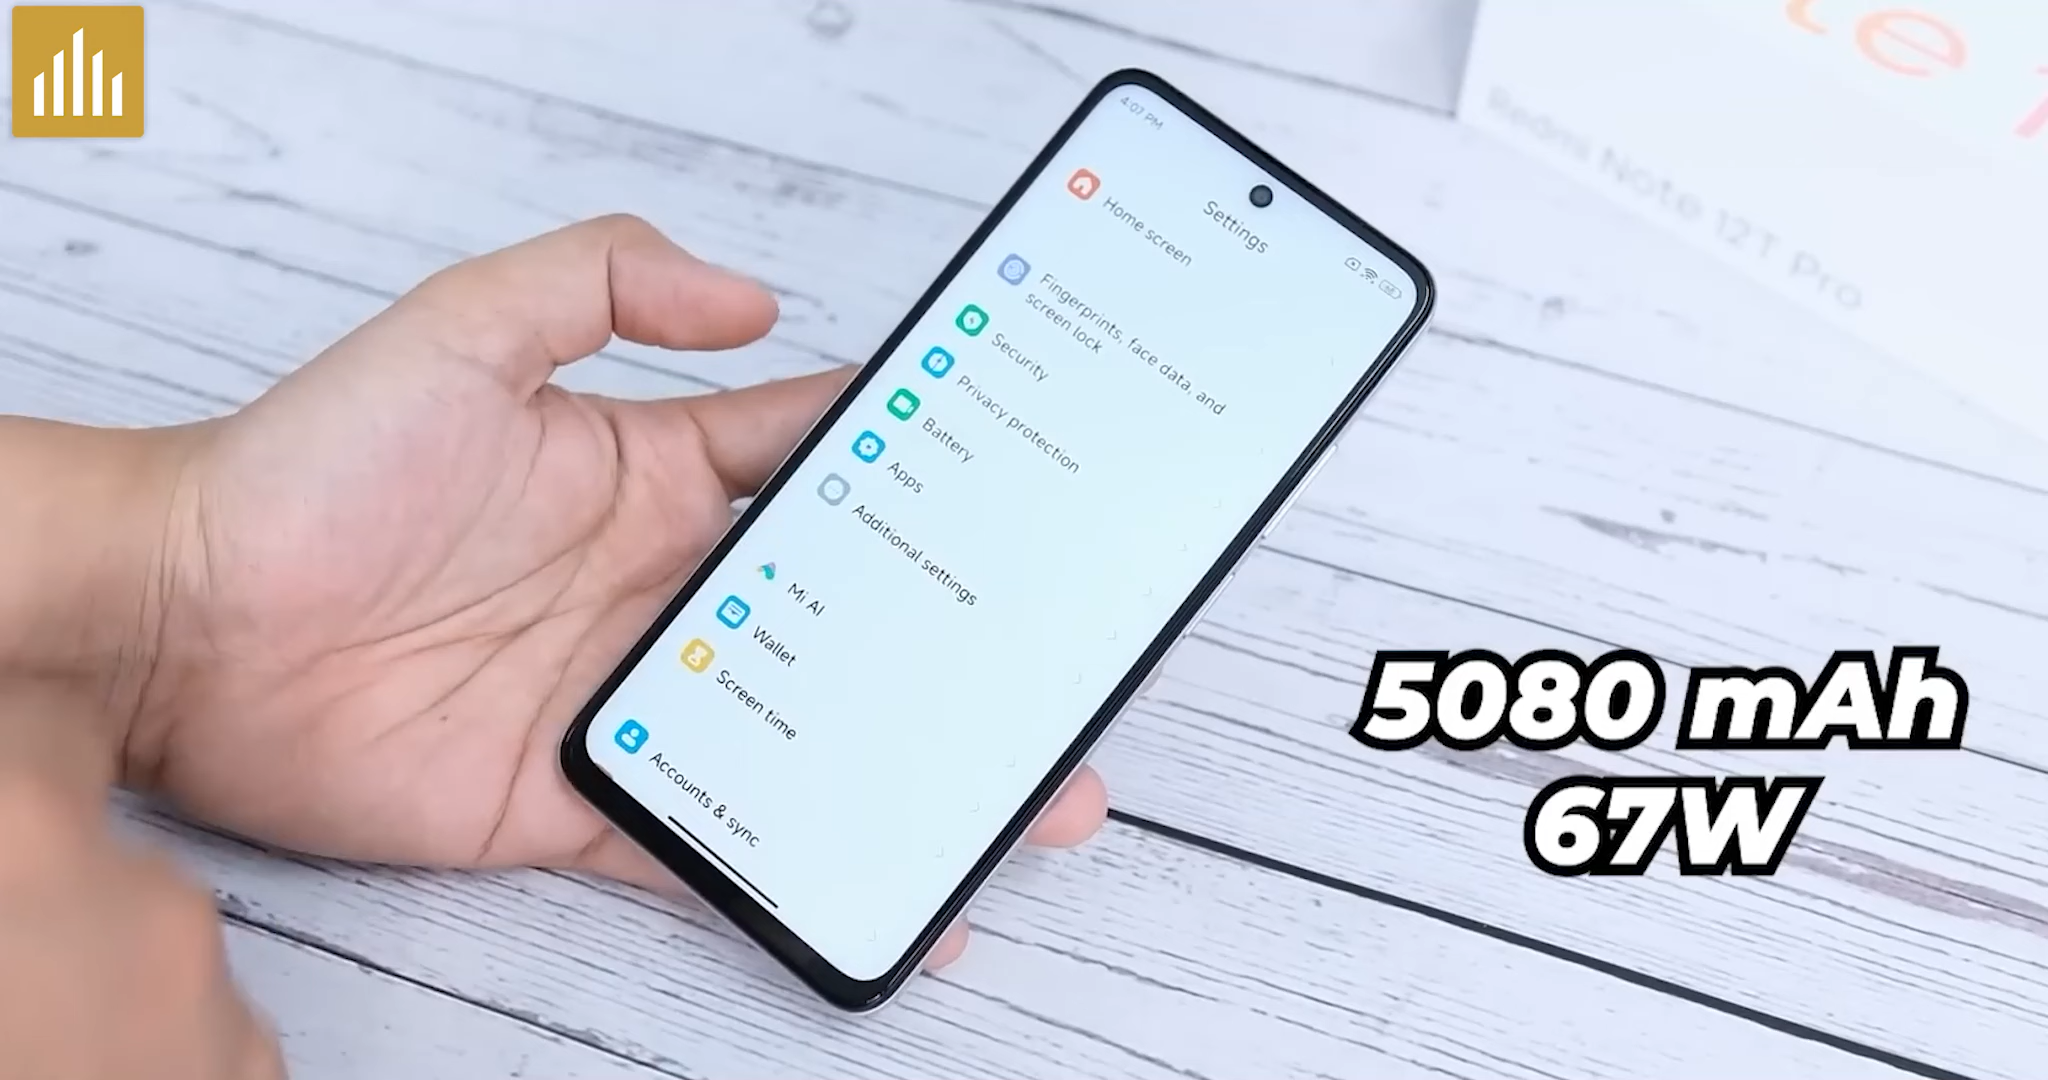 4:07 PM
Settings
Home screen
Fingerprints, face data, and
screen lock
Security
Privacy protection
Battery
Apps
Additional settings
Mi AI
Wallet
Screen time
Accounts & sync
Redmi Note 12T Pro
5080 mAh
67W